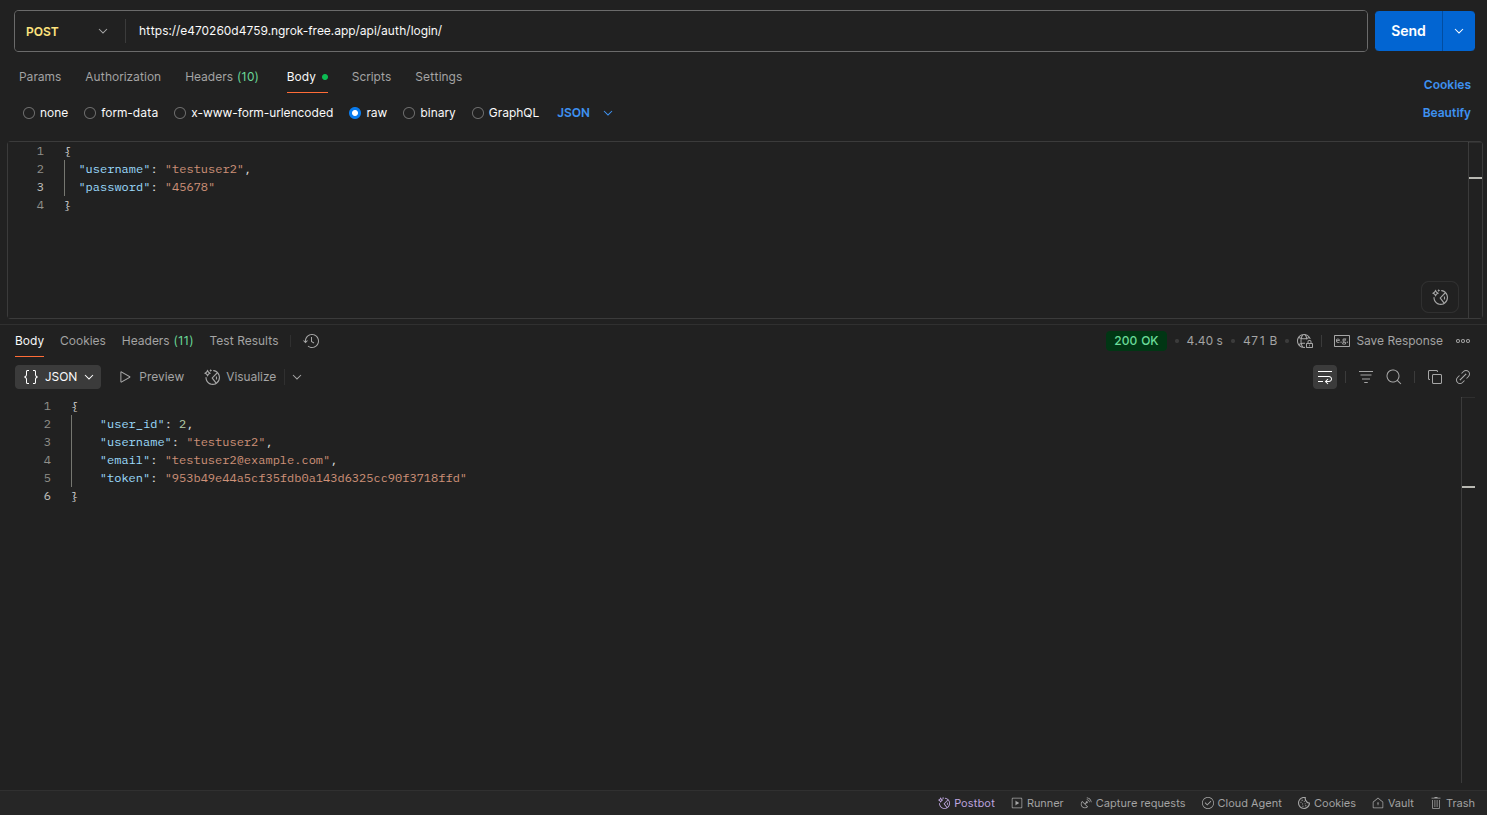 POST https://e470260d4759.ngrok-free.app/api/auth/login/ Send
Params Authorization Headers (10) Body Scripts Settings Cookies
none form-data x-www-form-urlencoded raw binary GraphQL JSON Beautify
1 {
2 "username": "testuser2",
3 "password": "45678"
4 }
Body Cookies Headers (11) Test Results 200 OK 4.40 s 471 B e.g. Save Response
{} JSON Preview Visualize
1 {
2 "user_id": 2,
3 "username": "testuser2",
4 "email": "testuser2@example.com",
5 "token": "953b49e44a5cf35fdb0a143d6325cc90f3718ffd"
6 }
Postbot Runner Capture requests Cloud Agent Cookies Vault Trash